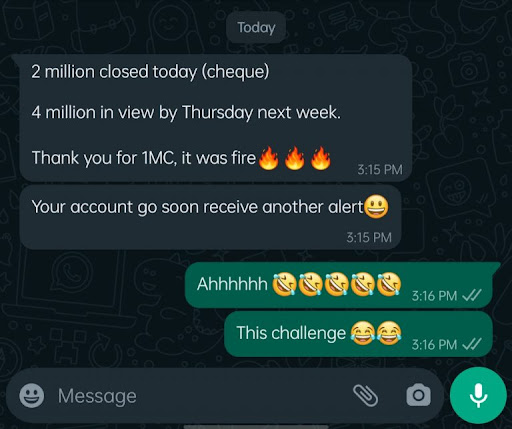 Today
2 million closed today (cheque)
4 million in view by Thursday next week.
Thank you for 1MC, it was fire🔥🔥🔥
3:15 PM
Your account go soon receive another alert😃
3:15 PM
Ahhhhhh 🤣🤣🤣🤣🤣
3:16 PM
This challenge 😂😂
3:16 PM
Message